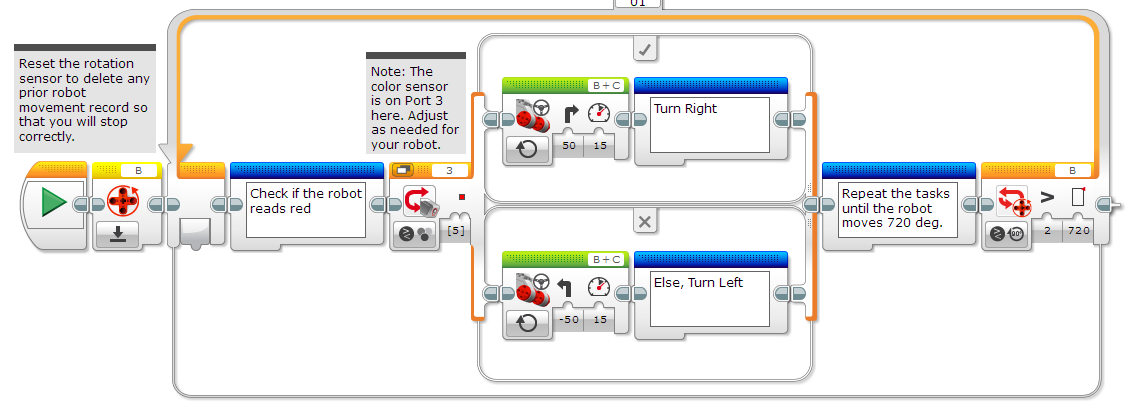 01
Reset the rotation
sensor to delete any
prior robot
movement record so
that you will stop
correctly.
Note: The
color sensor
is on Port 3
here. Adjust
as needed for
your robot.
B+C
Turn Right
50 15
B
Check if the robot
reads red
3
[5]
Repeat the tasks
until the robot
moves 720 deg.
B
>
2 720
90°
B+C
Else, Turn Left
-50 15